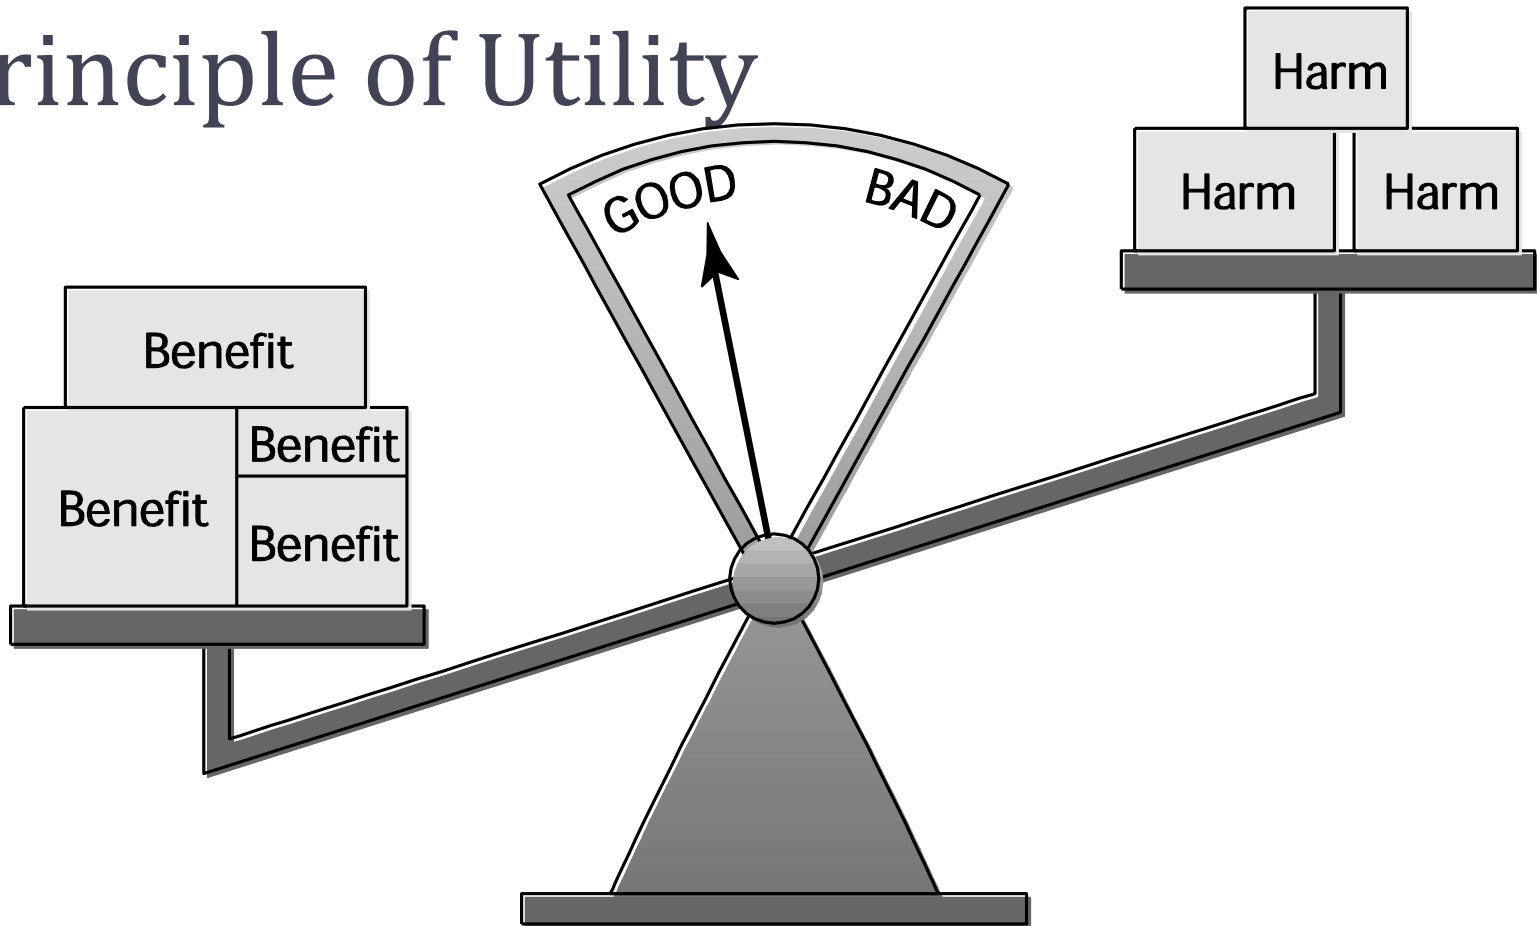 rinciple of Utility
Harm
Harm Harm
GOOD BAD
Benefit
Benefit
Benefit
Benefit